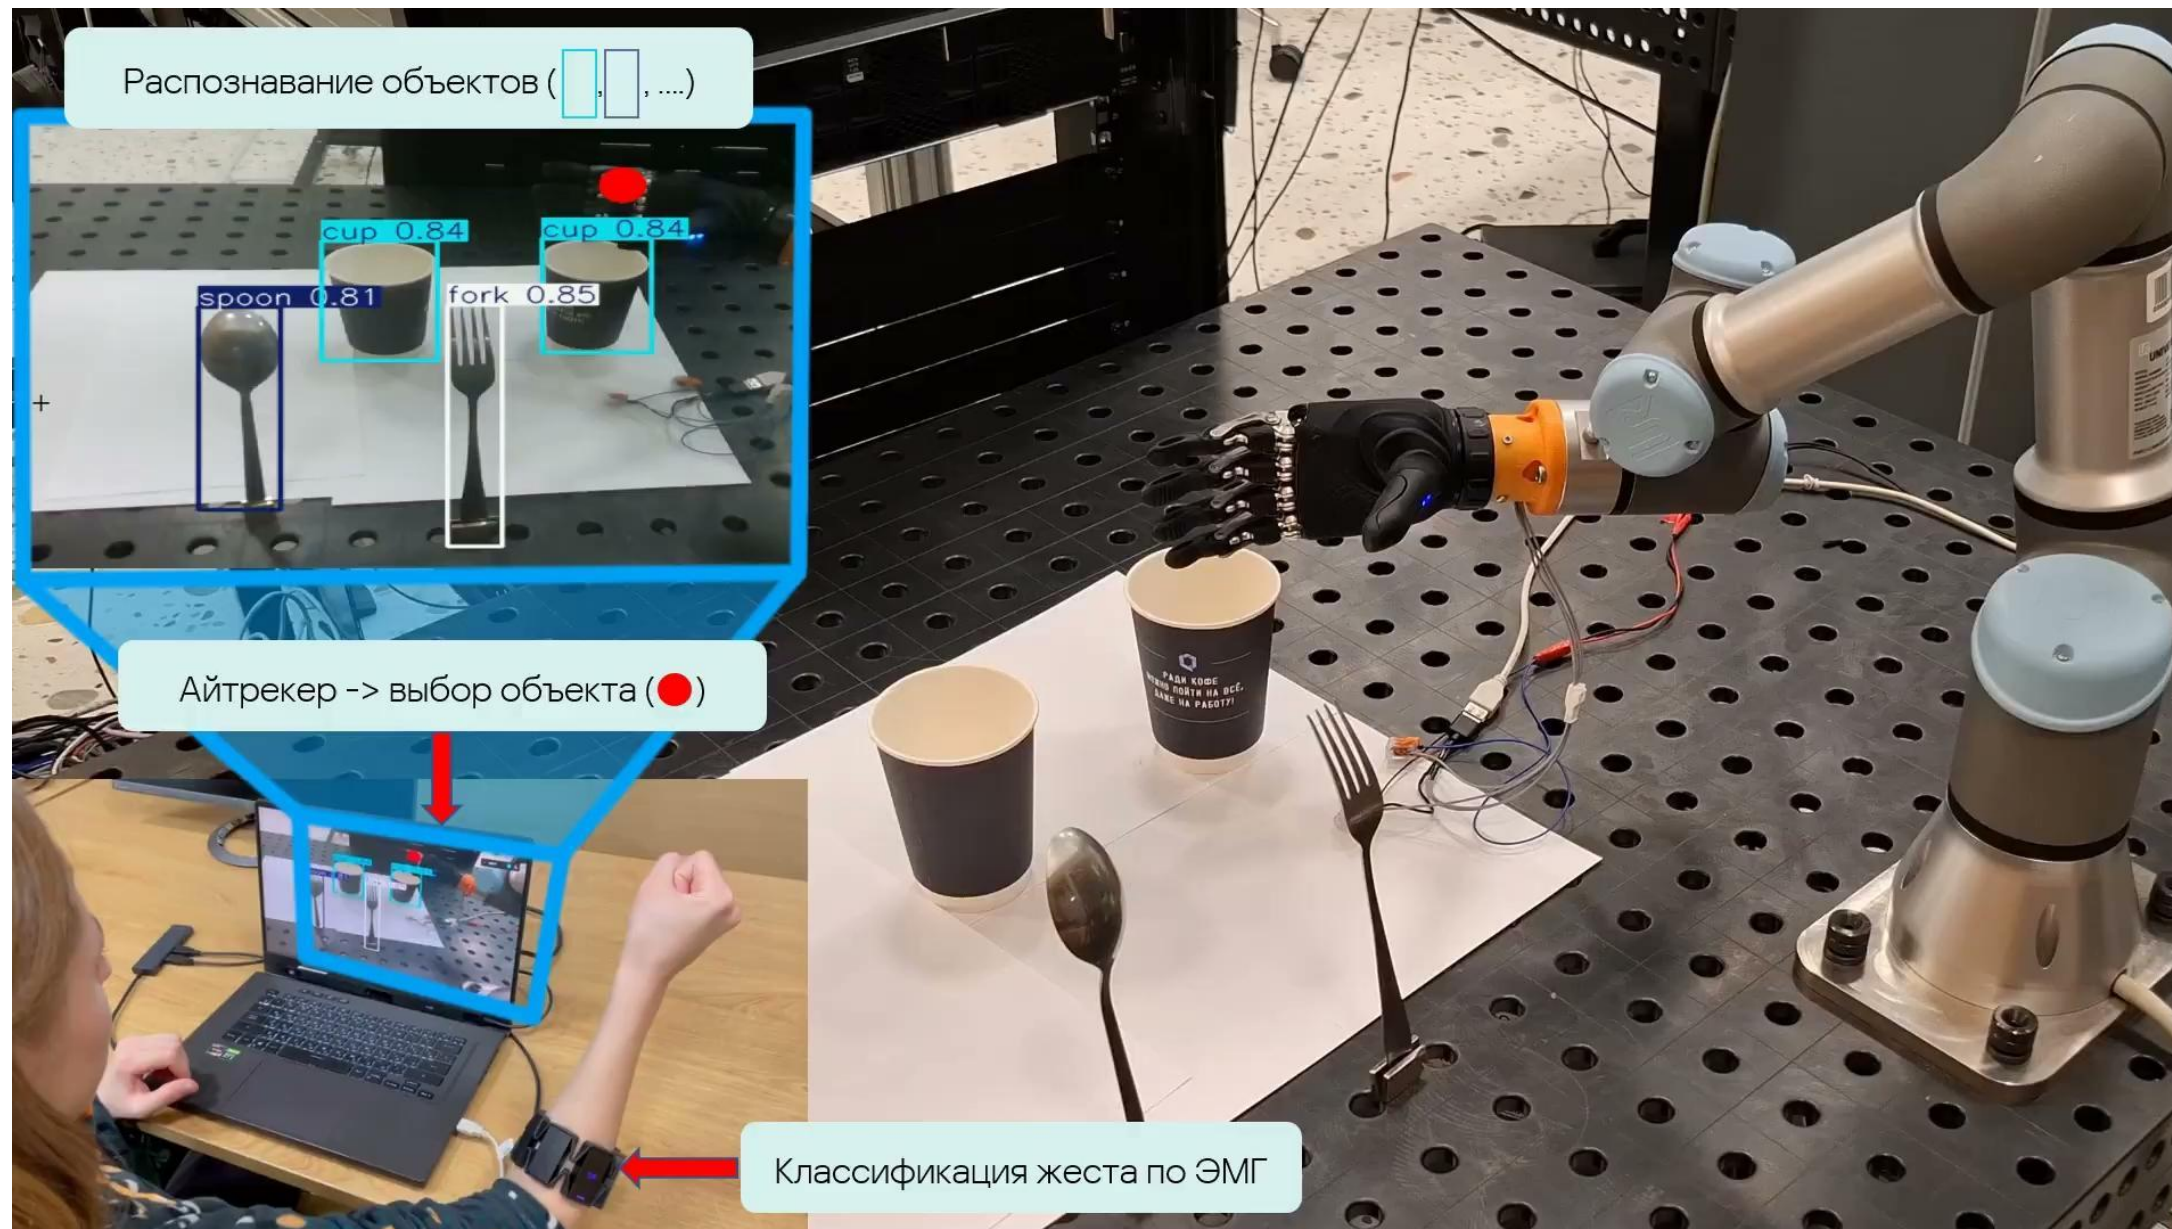 Распознавание объектов ( , , ....)
cup 0.84
cup 0.84
spoon 0.81
fork 0.85
Айтрекер -> выбор объекта ( )
РАДИ КОФЕ
МОЖНО ПОЙТИ НА ВСЁ,
ДАЖЕ НА РАБОТУ!
Классификация жеста по ЭМГ